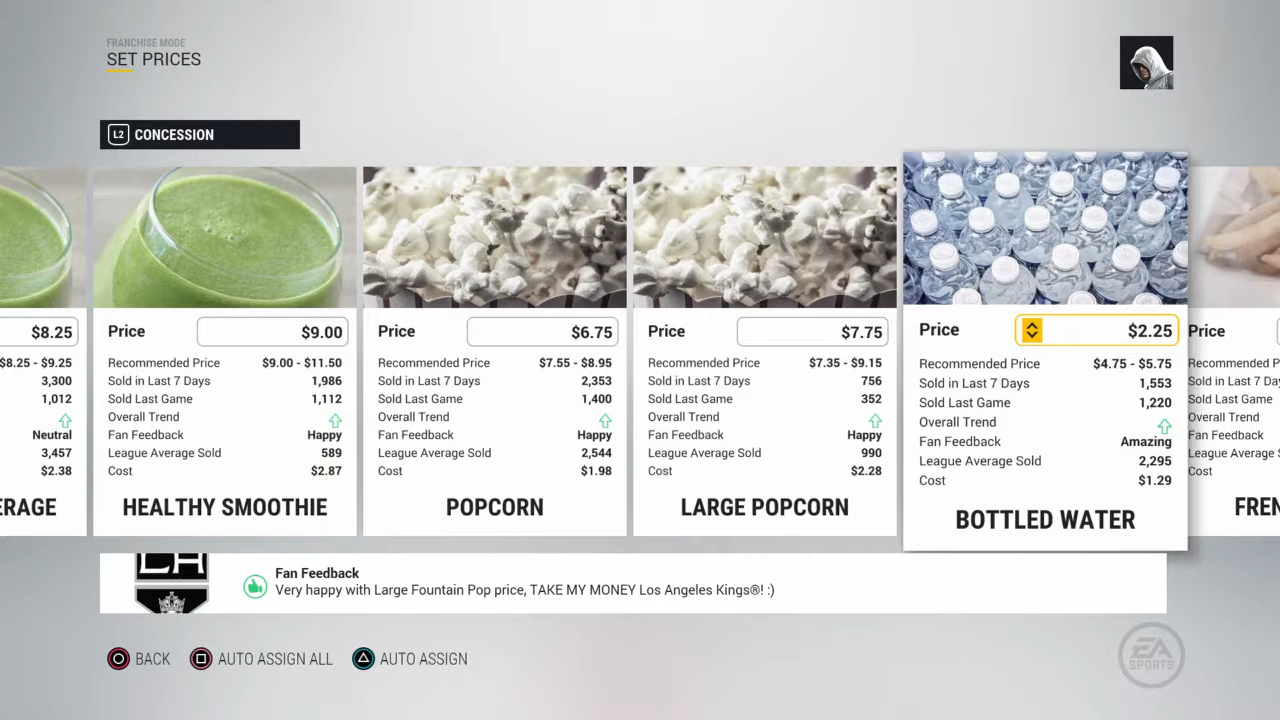 FRANCHISE MODE
SET PRICES
L2 CONCESSION
$8.25
$8.25 - $9.25
3,300
1,012
Neutral
3,457
$2.38
ERAGE
Price $9.00
Recommended Price $9.00 - $11.50
Sold in Last 7 Days 1,986
Sold Last Game 1,112
Overall Trend
Fan Feedback Happy
League Average Sold 589
Cost $2.87
HEALTHY SMOOTHIE
Price $6.75
Recommended Price $7.55 - $8.95
Sold in Last 7 Days 2,353
Sold Last Game 1,400
Overall Trend
Fan Feedback Happy
League Average Sold 2,544
Cost $1.98
POPCORN
Price $7.75
Recommended Price $7.35 - $9.15
Sold in Last 7 Days 756
Sold Last Game 352
Overall Trend
Fan Feedback Happy
League Average Sold 990
Cost $2.28
LARGE POPCORN
Price $2.25
Recommended Price $4.75 - $5.75
Sold in Last 7 Days 1,553
Sold Last Game 1,220
Overall Trend
Fan Feedback Amazing
League Average Sold 2,295
Cost $1.29
BOTTLED WATER
Price
Recommended P
Sold in Last 7 D
Sold Last Game
Overall Trend
Fan Feedback
League Average S
Cost
FREN
LA
Fan Feedback
Very happy with Large Fountain Pop price, TAKE MY MONEY Los Angeles Kings®! :)
BACK
AUTO ASSIGN ALL
AUTO ASSIGN
EA
SPORTS